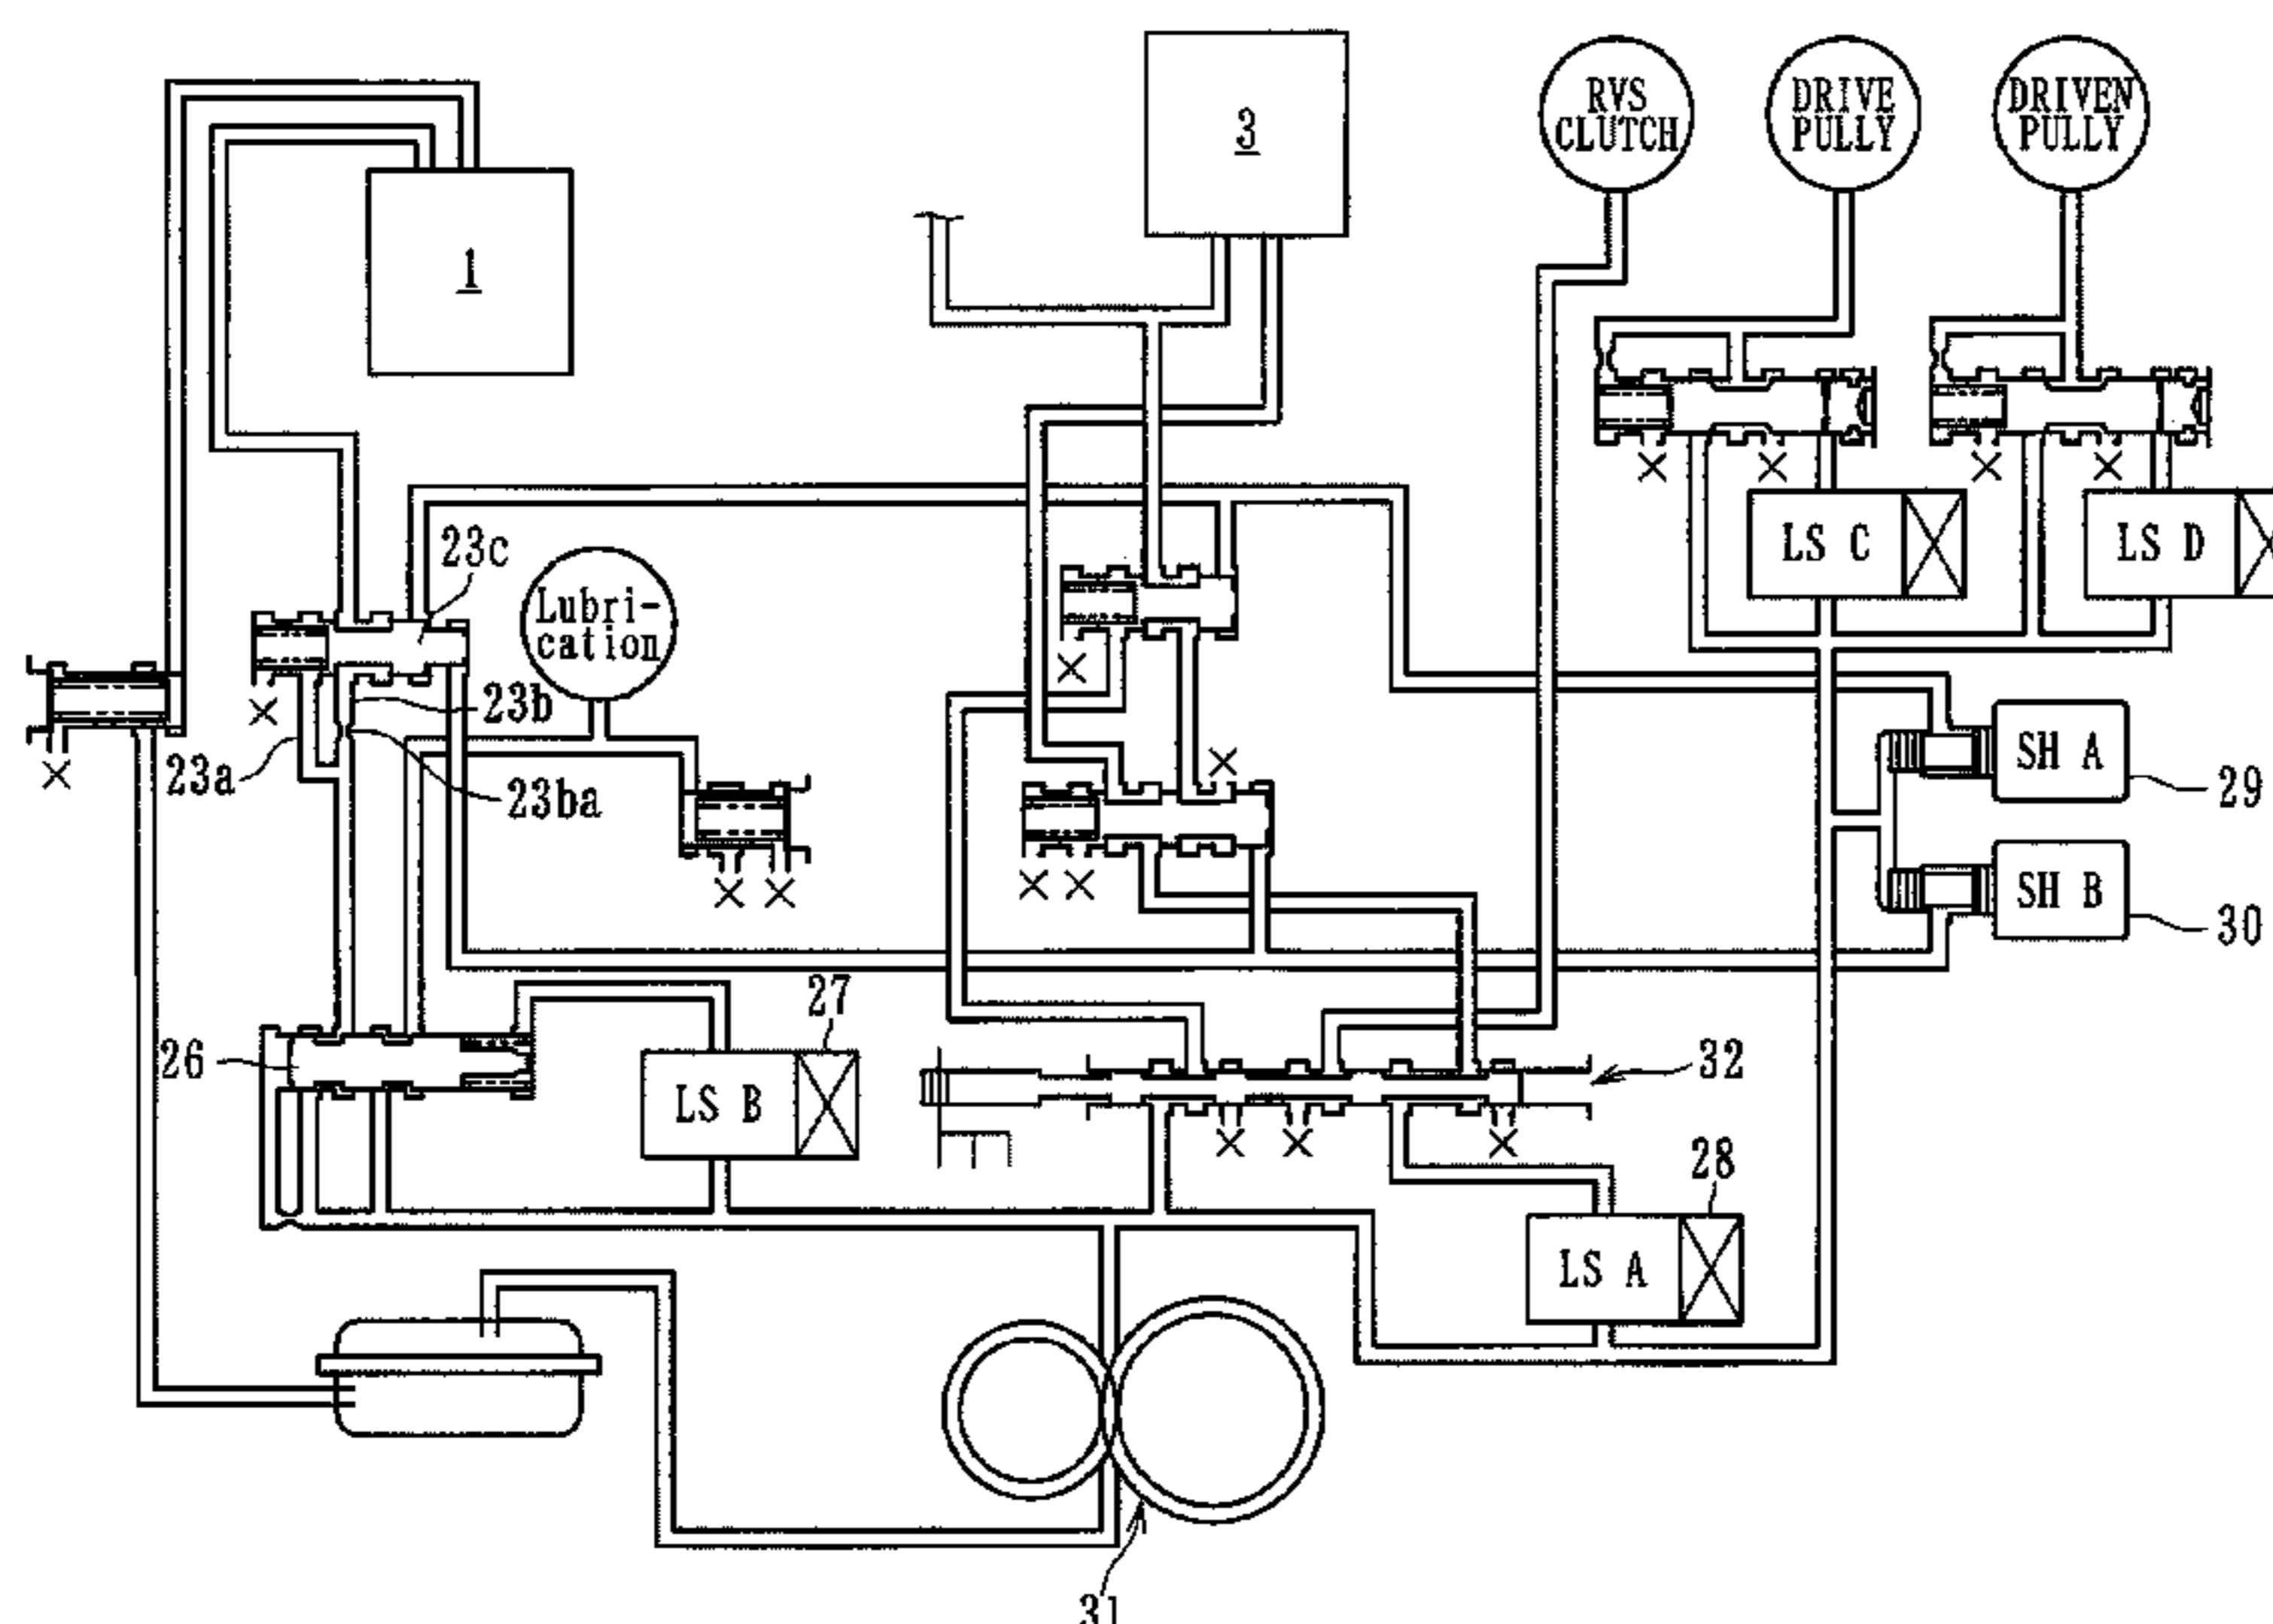 RVS
CLUTCH
DRIVE
PULLY
DRIVEN
PULLY
3
1
23c
Lubri-
cation
LS C
LS D
23b
23a
23ba
SH A
29
SH B
30
27
26
LS B
32
28
LS A
31